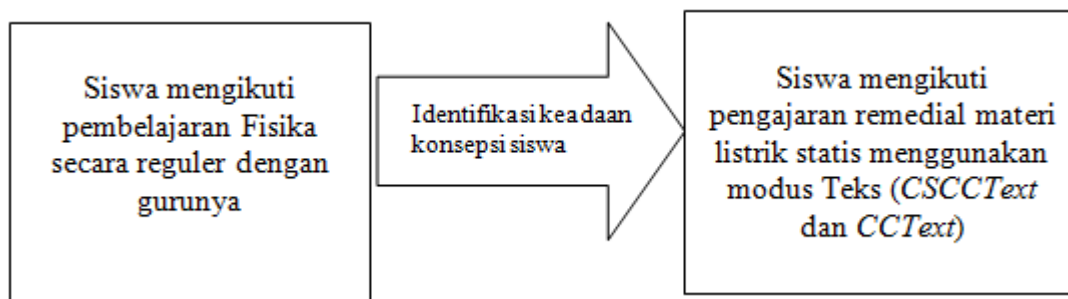 Siswa mengikuti
pembelajaran Fisika
secara reguler dengan
gurunya
Identifikasi keadaan
konsepsi siswa
Siswa mengikuti
pengajaran remedial materi
listrik statis menggunakan
modus Teks (CSCCText
dan CCText)